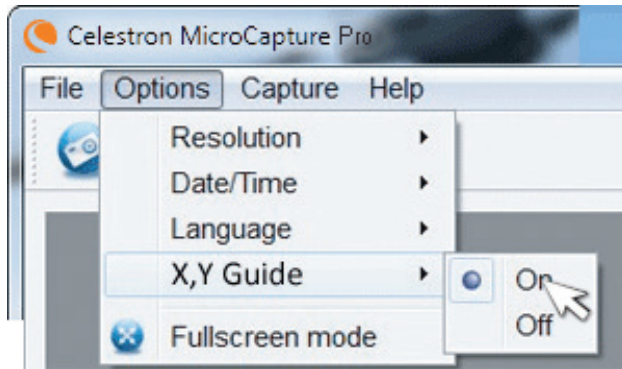 Celestron MicroCapture Pro
File Options Capture Help
Resolution
Date/Time
Language
X,Y Guide
On
Off
Fullscreen mode